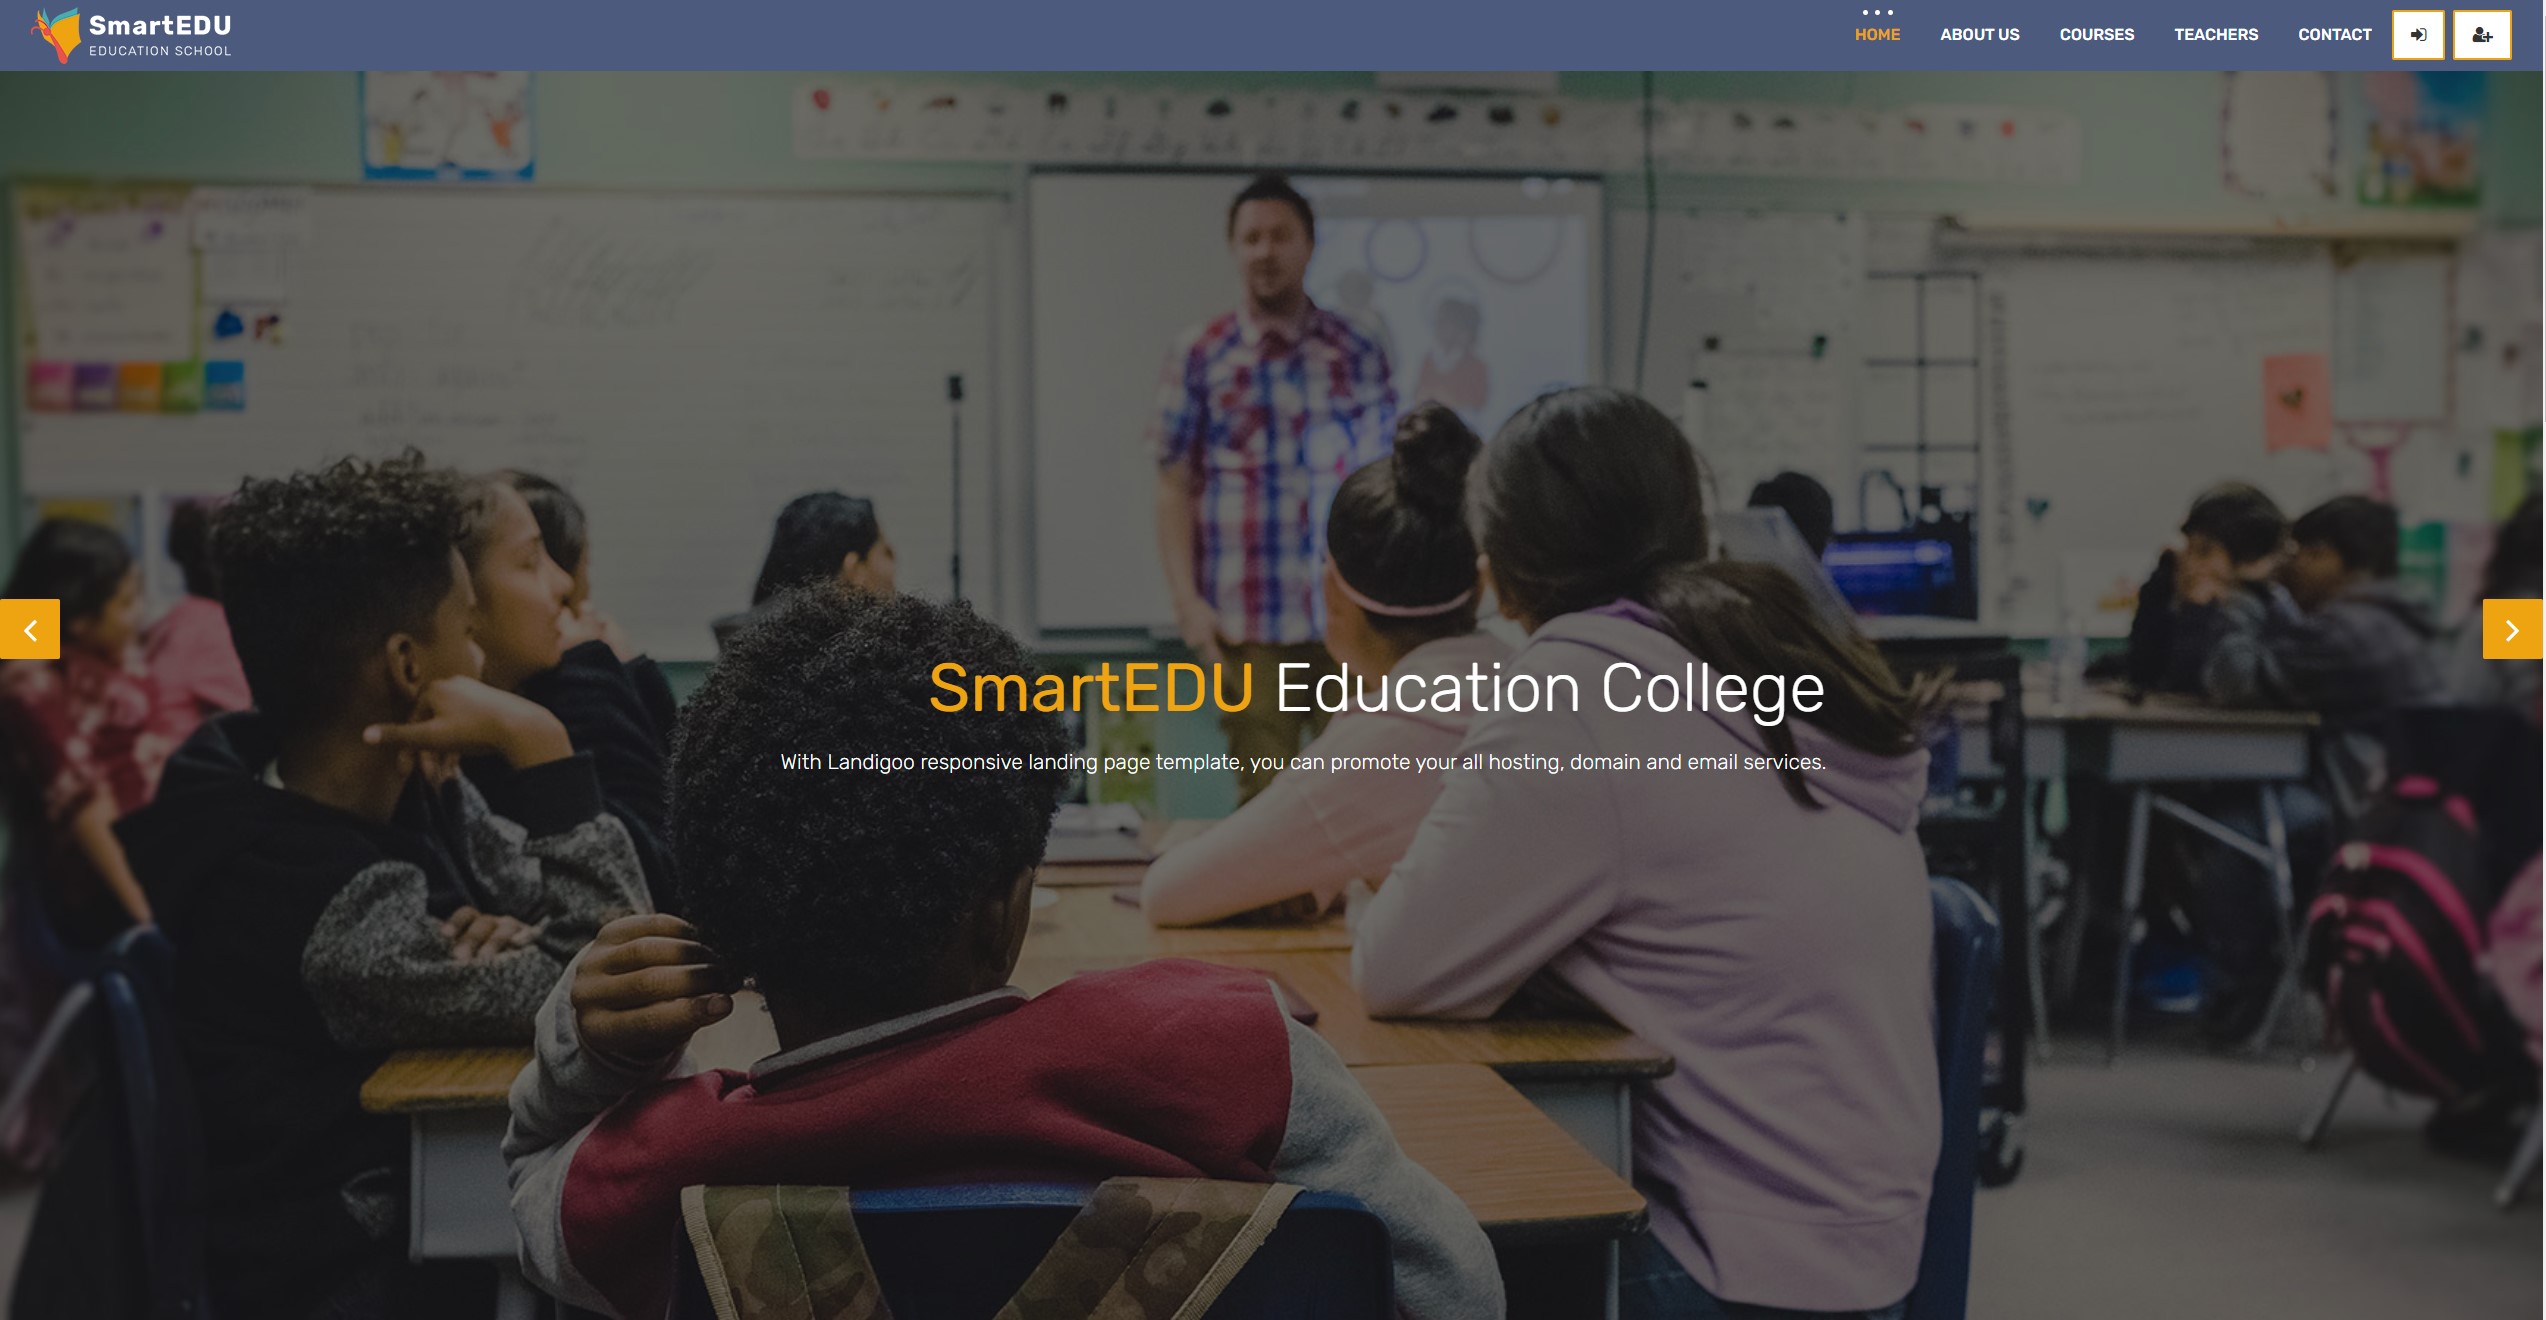 SmartEDU
EDUCATION SCHOOL
HOME ABOUT US COURSES TEACHERS CONTACT
SmartEDU Education College
With Landigoo responsive landing page template, you can promote your all hosting, domain and email services.